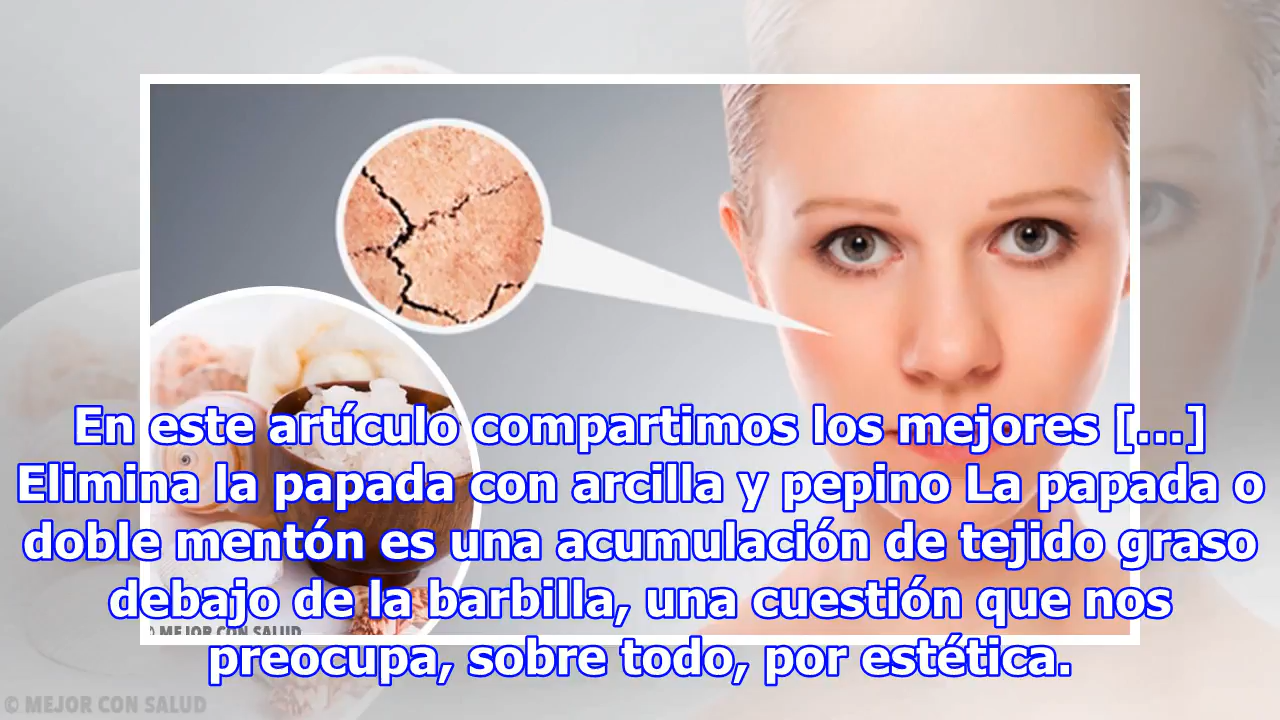 En este artículo compartimos los mejores [...]
Elimina la papada con arcilla y pepino La papada o
doble mentón es una acumulación de tejido graso
debajo de la barbilla, una cuestión que nos
preocupa, sobre todo, por estética.
© MEJOR CON SALUD
© MEJOR CON SALUD